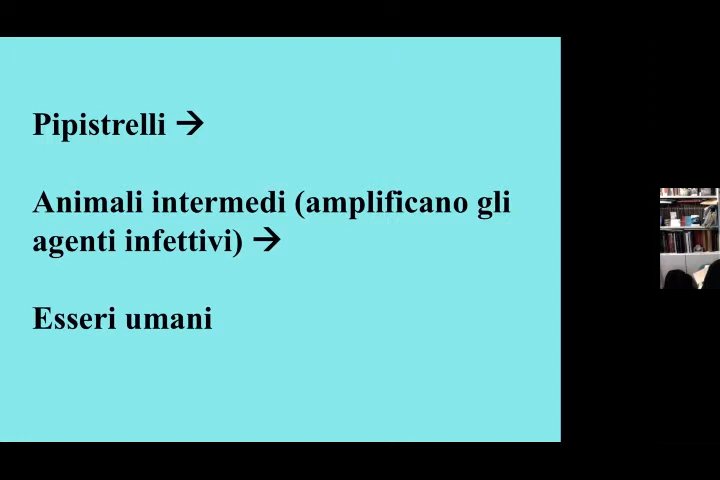 Pipistrelli →
Animali intermedi (amplificano gli
agenti infettivi) →
Esseri umani